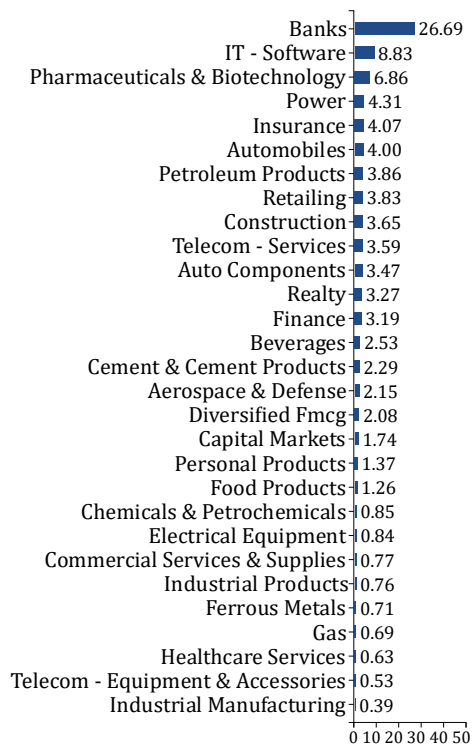 Banks 26.69
IT - Software 8.83
Pharmaceuticals & Biotechnology 6.86
Power 4.31
Insurance 4.07
Automobiles 4.00
Petroleum Products 3.86
Retailing 3.83
Construction 3.65
Telecom - Services 3.59
Auto Components 3.47
Realty 3.27
Finance 3.19
Beverages 2.53
Cement & Cement Products 2.29
Aerospace & Defense 2.15
Diversified Fmcg 2.08
Capital Markets 1.74
Personal Products 1.37
Food Products 1.26
Chemicals & Petrochemicals 0.85
Electrical Equipment 0.84
Commercial Services & Supplies 0.77
Industrial Products 0.76
Ferrous Metals 0.71
Gas 0.69
Healthcare Services 0.63
Telecom - Equipment & Accessories 0.53
Industrial Manufacturing 0.39
0 10 20 30 40 50